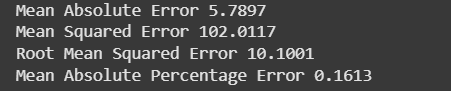 Mean Absolute Error 5.7897
Mean Squared Error 102.0117
Root Mean Squared Error 10.1001
Mean Absolute Percentage Error 0.1613